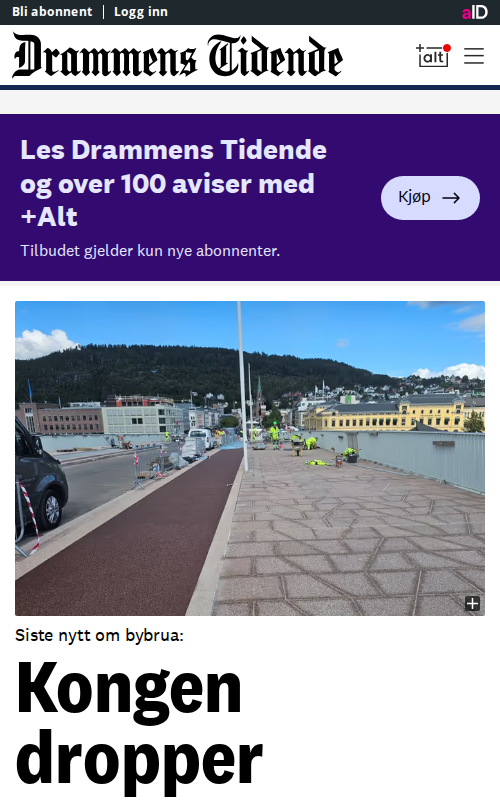 Bli abonnent | Logg inn
aID
Drammens Tidende
+alt
Les Drammens Tidende
og over 100 aviser med
+Alt
Tilbudet gjelder kun nye abonnenter.
Kjøp →
Siste nytt om bybrua:
Kongen
dropper